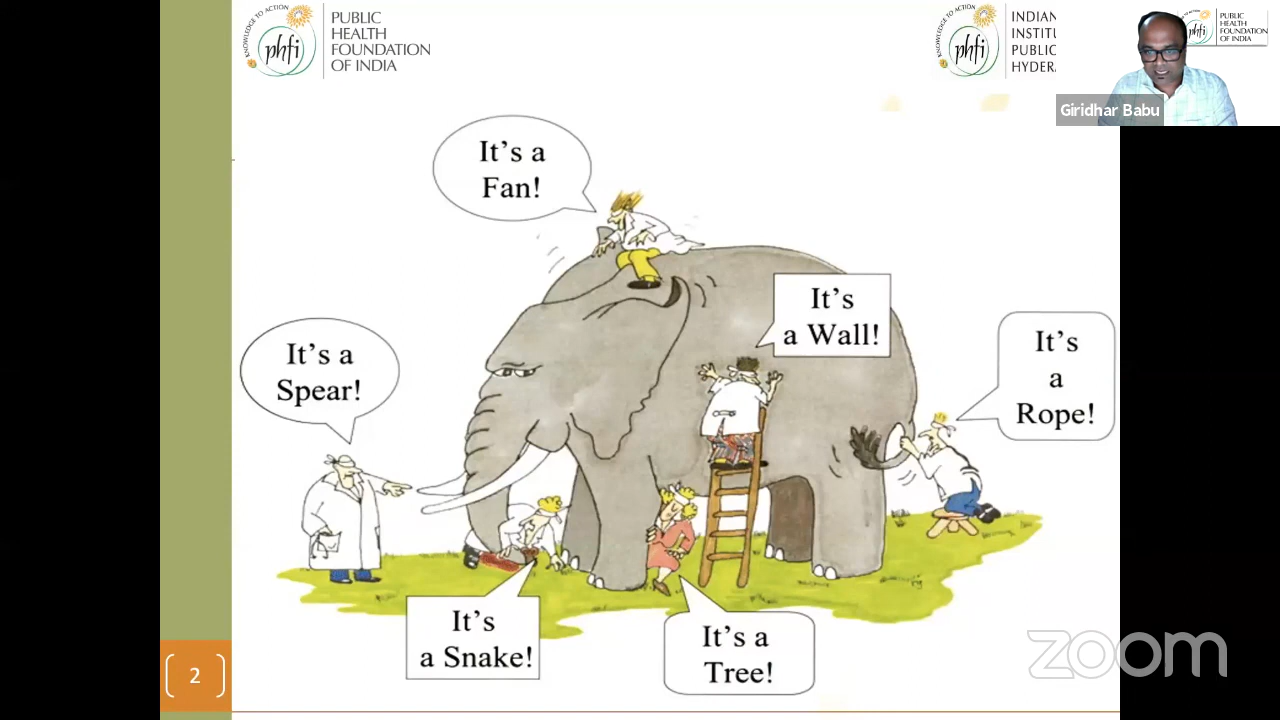 KNOWLEDGE TO ACTION
phfi
PUBLIC
HEALTH
FOUNDATION
OF INDIA
KNOWLEDGE TO ACTION
phfi
INDIAN
INSTITU
PUBLIC
HYDER
phfi
PUBLIC
HEALTH
FOUNDATION
OF INDIA
Giridhar Babu
It's a
Fan!
It's
a Wall!
It's a
Spear!
It's
a
Rope!
It's
a Snake!
It's a
Tree!
2
zoom